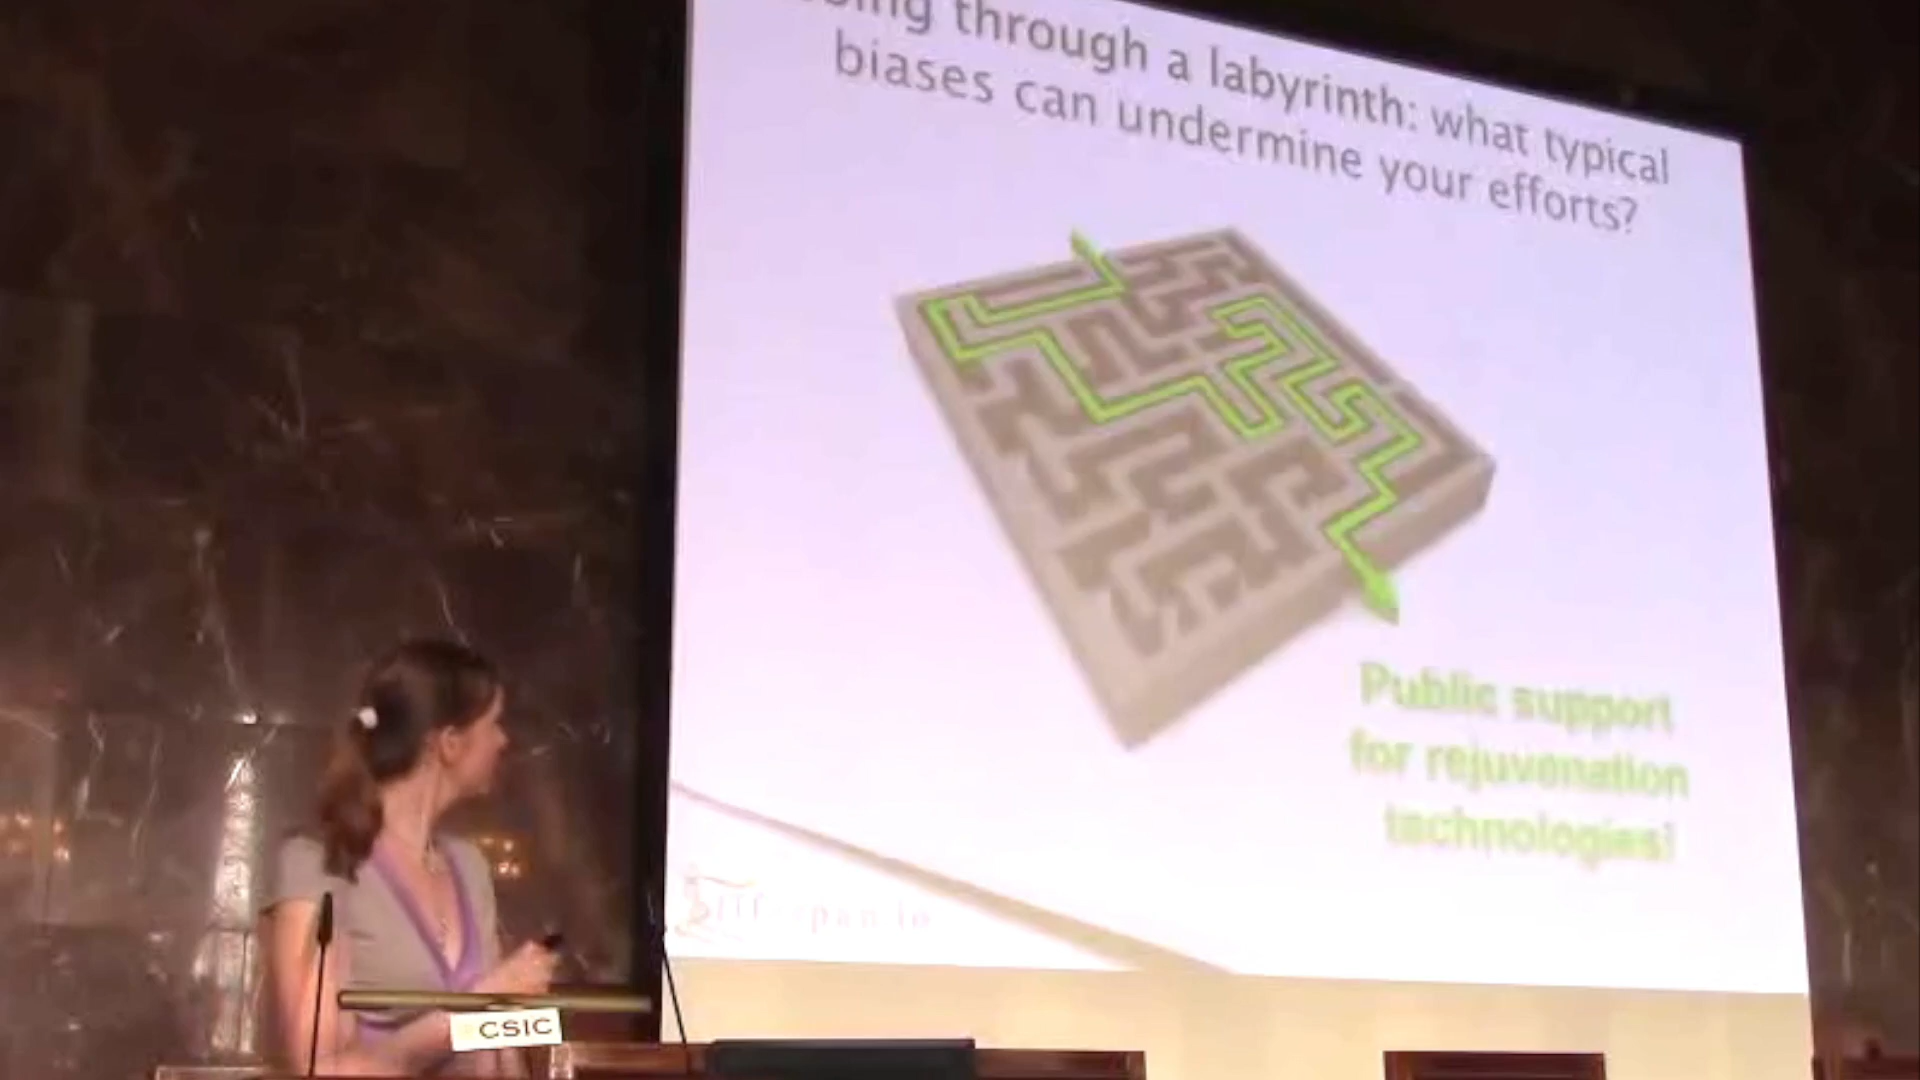 through a labyrinth: what typical
biases can undermine your efforts?
Public support
for rejuvenation
technologies!
CSIC